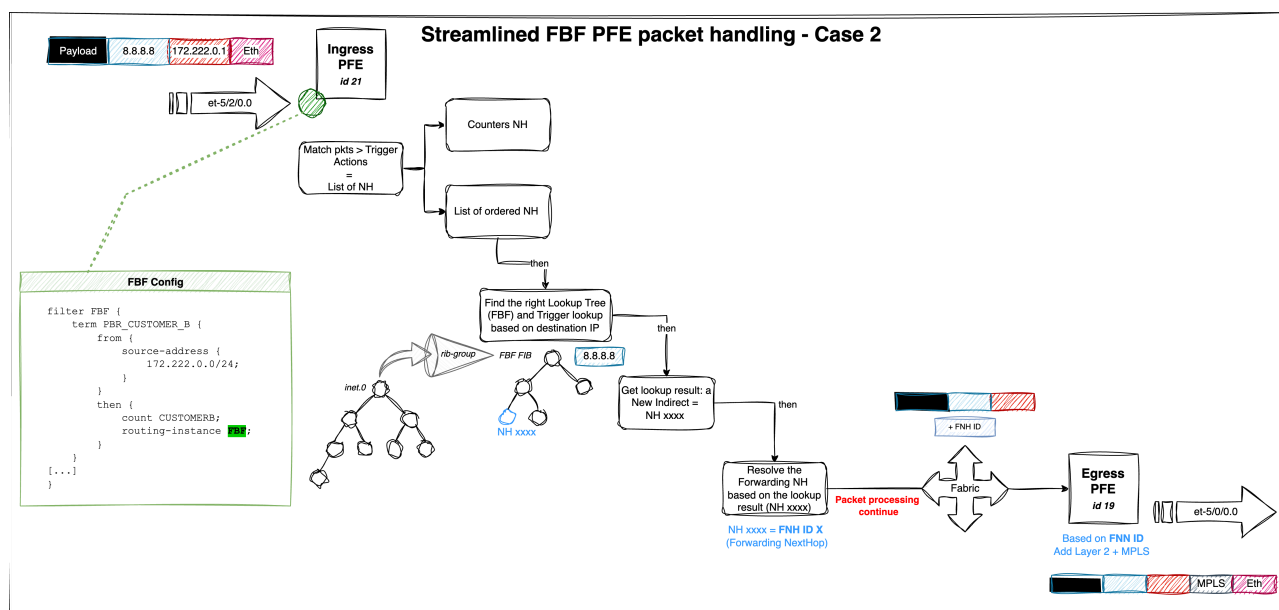 Streamlined FBF PFE packet handling - Case 2
Payload
8.8.8.8
172.222.0.1
Eth
Ingress
PFE
id 21
et-5/2/0.0
Match pkts > Trigger
Actions
=
List of NH
Counters NH
List of ordered NH
then
Find the right Lookup Tree
(FBF) and Trigger lookup
based on destination IP
then
FBF Config
filter FBF {
term PBR_CUSTOMER_B {
from {
source-address {
172.222.0.0/24;
}
}
then {
count CUSTOMERB;
routing-instance FBF;
}
}
[...]
}
inet.0
rib-group
FBF FIB
8.8.8.8
NH xxxx
Get lookup result: a
New Indirect =
NH xxxx
then
Resolve the
Forwarding NH
based on the lookup
result (NH xxxx)
NH xxxx = FNH ID X
(Forwarding NextHop)
Packet processing
continue
+ FNH ID
Fabric
Egress
PFE
id 19
Based on FNN ID
Add Layer 2 + MPLS
et-5/0/0.0
MPLS
Eth